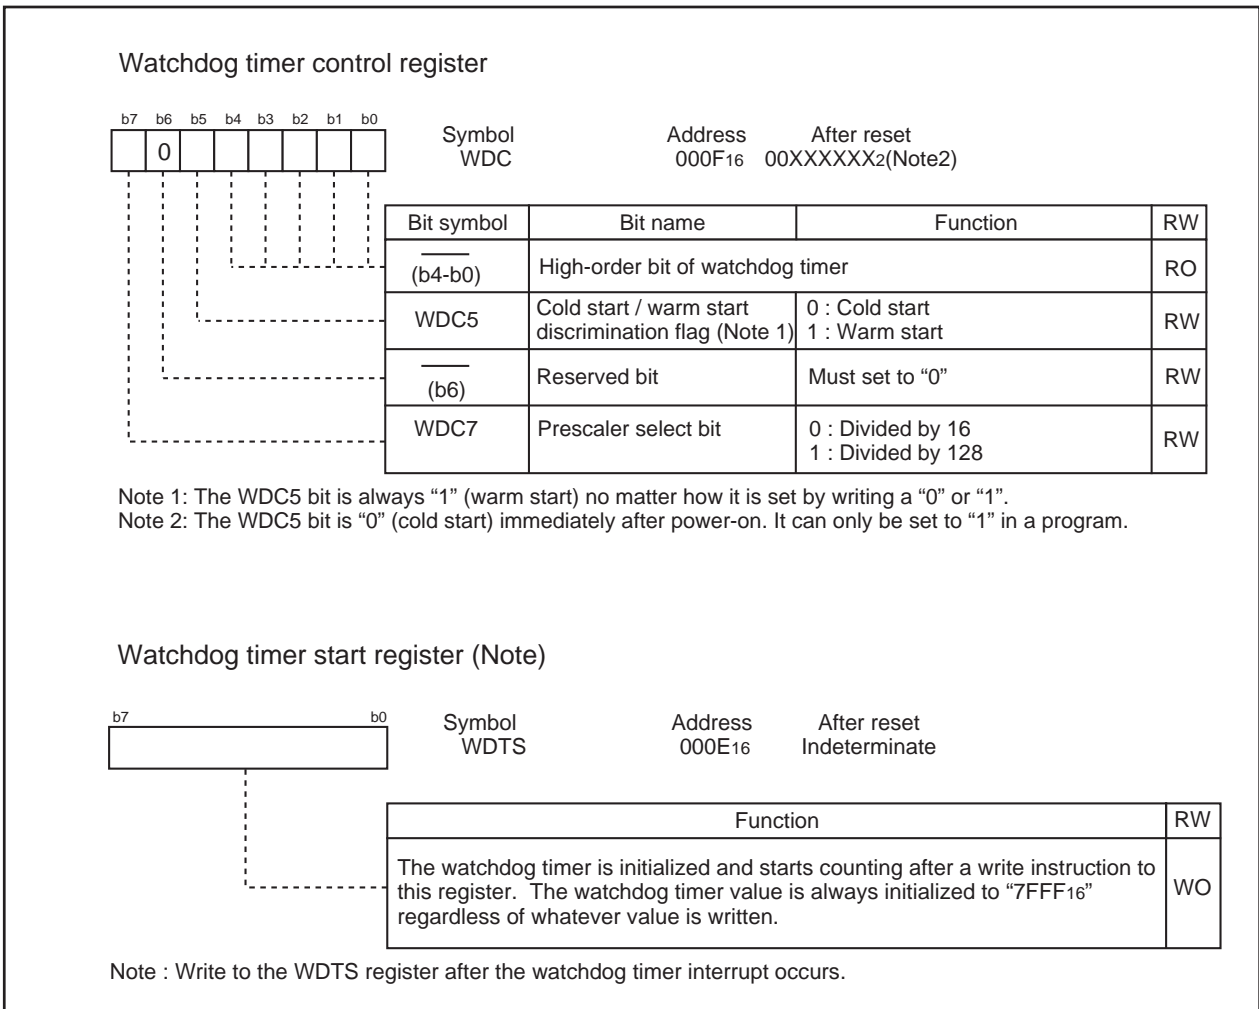 Watchdog timer control register
b7 b6 b5 b4 b3 b2 b1 b0
0
Symbol Address After reset
WDC 000F16 00XXXXXX2(Note2)
Bit symbol Bit name Function RW
(b4-b0) High-order bit of watchdog timer RO
WDC5 Cold start / warm start discrimination flag (Note 1) 0 : Cold start 1 : Warm start RW
(b6) Reserved bit Must set to “0” RW
WDC7 Prescaler select bit 0 : Divided by 16 1 : Divided by 128 RW
Note 1: The WDC5 bit is always “1” (warm start) no matter how it is set by writing a “0” or “1”.
Note 2: The WDC5 bit is “0” (cold start) immediately after power-on. It can only be set to “1” in a program.
Watchdog timer start register (Note)
b7 b0
Symbol Address After reset
WDTS 000E16 Indeterminate
Function RW
The watchdog timer is initialized and starts counting after a write instruction to
this register. The watchdog timer value is always initialized to “7FFF16”
regardless of whatever value is written.
WO
Note : Write to the WDTS register after the watchdog timer interrupt occurs.